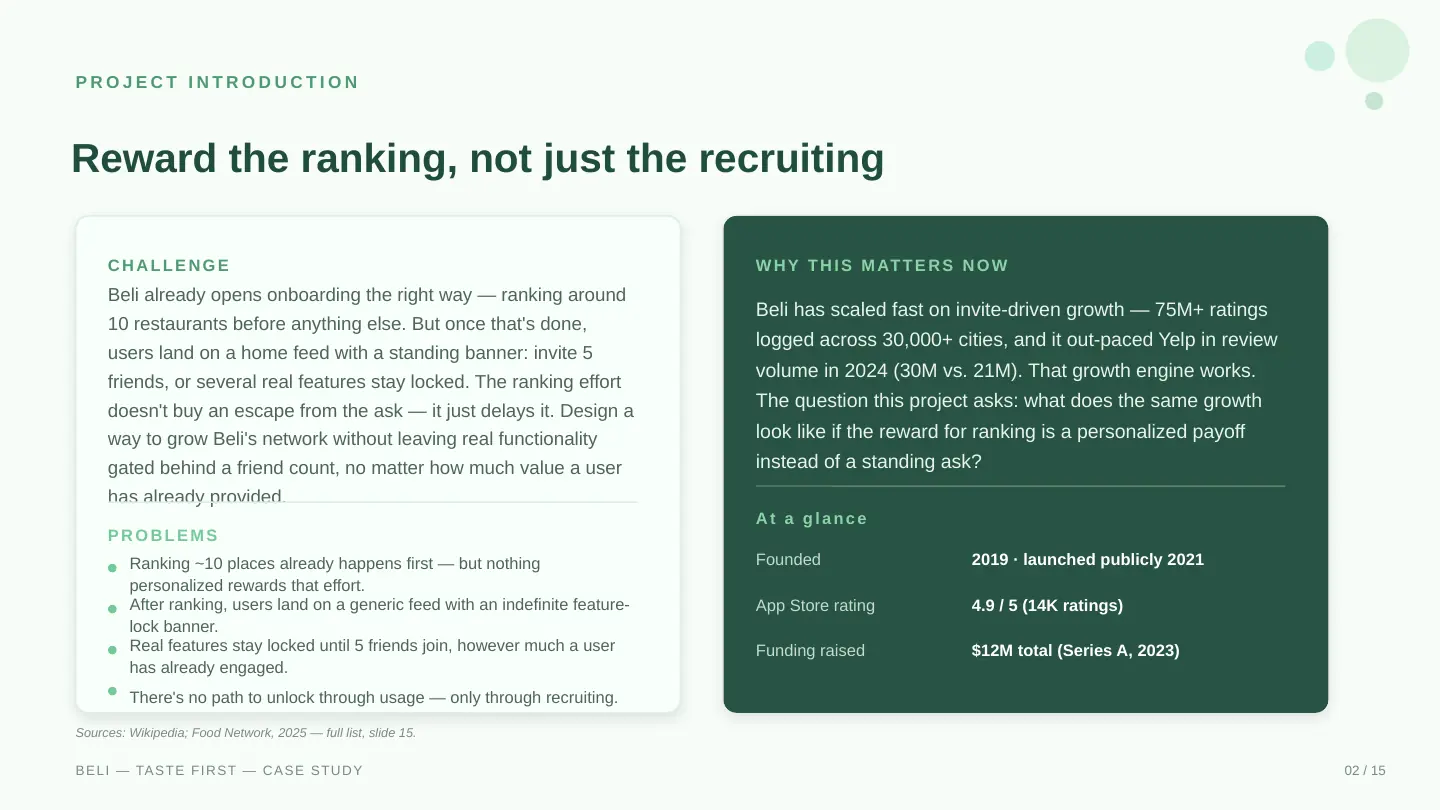 PROJECT INTRODUCTION
Reward the ranking, not just the recruiting
CHALLENGE
Beli already opens onboarding the right way — ranking around
10 restaurants before anything else. But once that's done,
users land on a home feed with a standing banner: invite 5
friends, or several real features stay locked. The ranking effort
doesn't buy an escape from the ask — it just delays it. Design a
way to grow Beli's network without leaving real functionality
gated behind a friend count, no matter how much value a user
has already provided.
PROBLEMS
Ranking ~10 places already happens first — but nothing
personalized rewards that effort.
After ranking, users land on a generic feed with an indefinite feature-
lock banner.
Real features stay locked until 5 friends join, however much a user
has already engaged.
There's no path to unlock through usage — only through recruiting.
WHY THIS MATTERS NOW
Beli has scaled fast on invite-driven growth — 75M+ ratings
logged across 30,000+ cities, and it out-paced Yelp in review
volume in 2024 (30M vs. 21M). That growth engine works.
The question this project asks: what does the same growth
look like if the reward for ranking is a personalized payoff
instead of a standing ask?
At a glance
Founded 2019 · launched publicly 2021
App Store rating 4.9 / 5 (14K ratings)
Funding raised $12M total (Series A, 2023)
Sources: Wikipedia; Food Network, 2025 — full list, slide 15.
BELI — TASTE FIRST — CASE STUDY
02 / 15